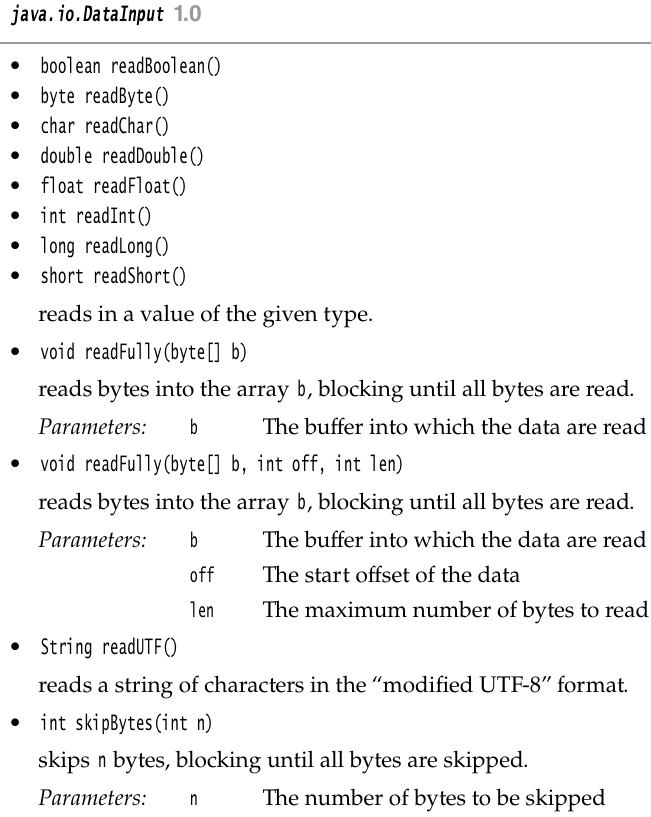 java.io.DataInput 1.0
• boolean readBoolean()
• byte readByte()
• char readChar()
• double readDouble()
• float readFloat()
• int readInt()
• long readLong()
• short readShort()
reads in a value of the given type.
• void readFully(byte[] b)
reads bytes into the array b, blocking until all bytes are read.
Parameters: b The buffer into which the data are read
• void readFully(byte[] b, int off, int len)
reads bytes into the array b, blocking until all bytes are read.
Parameters: b The buffer into which the data are read
off The start offset of the data
len The maximum number of bytes to read
• String readUTF()
reads a string of characters in the “modified UTF-8” format.
• int skipBytes(int n)
skips n bytes, blocking until all bytes are skipped.
Parameters: n The number of bytes to be skipped